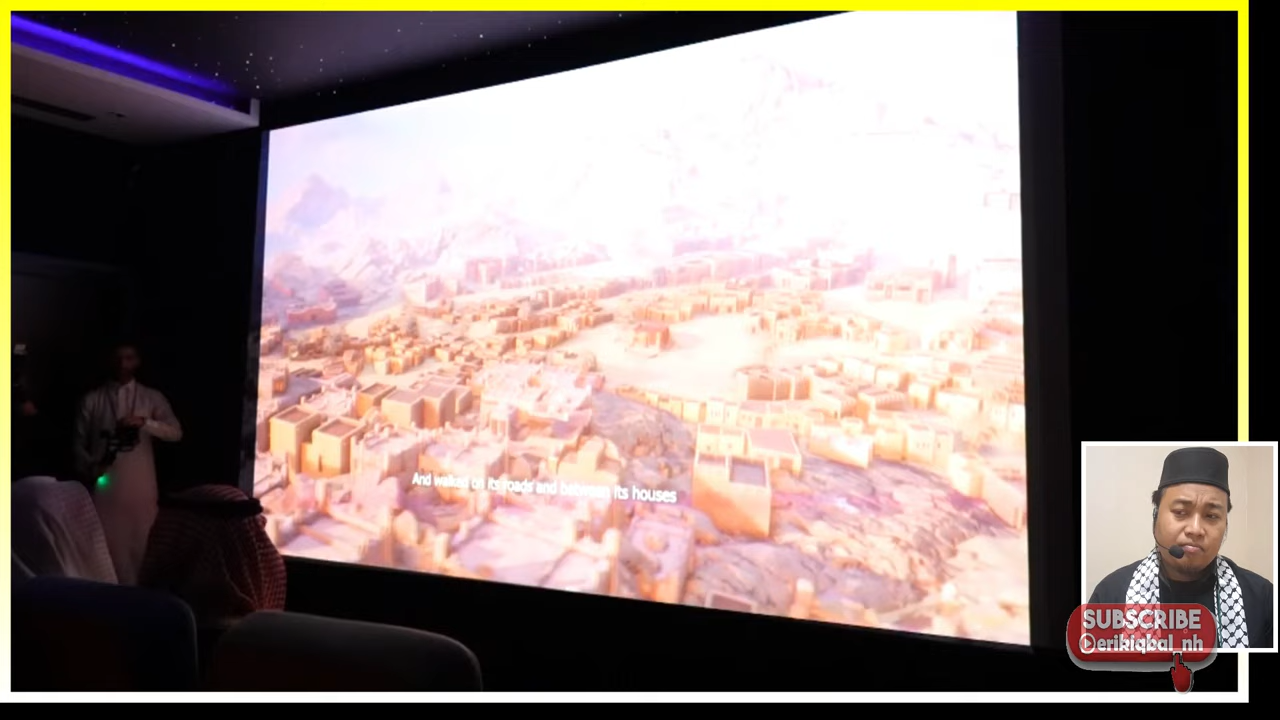 And walked on its roads and between its houses
SUBSCRIBE
erikiqbal_nh